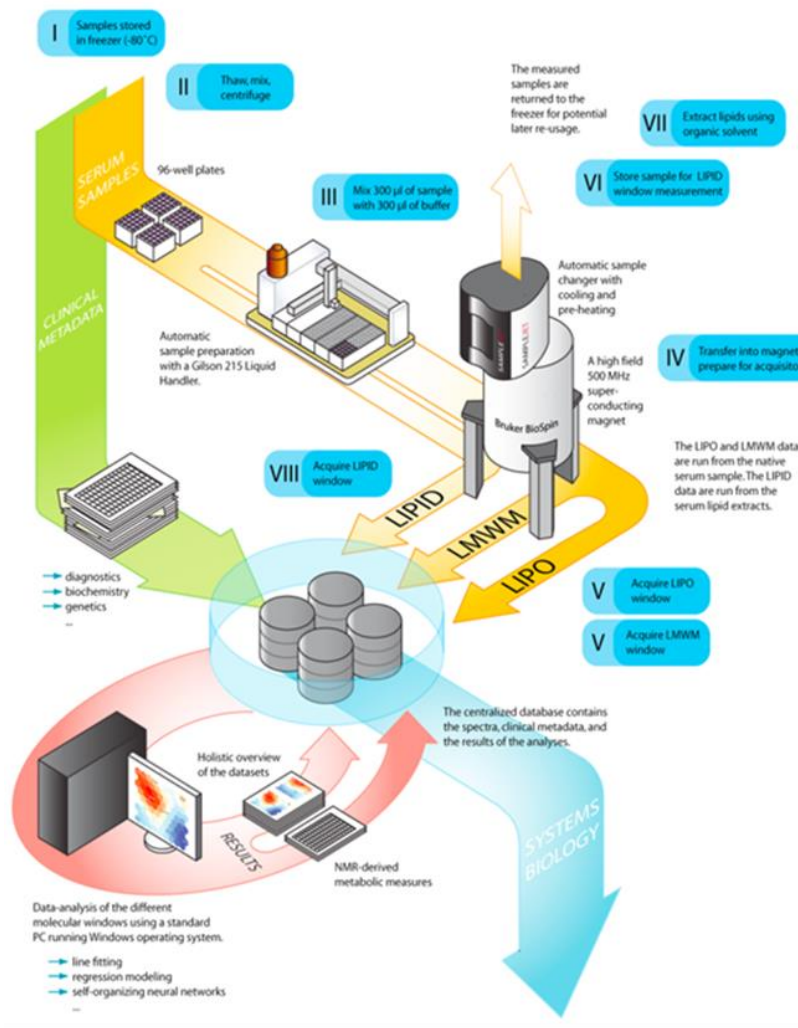 I
Samples stored
in freezer (-80˚C)
II
Thaw, mix,
centrifuge
The measured
samples are
returned to the
freezer for potential
later re-usage.
VII
Extract lipids using
organic solvent
VI
Store sample for LIPID
window measurement
SERUM
SAMPLES
96-well plates
III
Mix 300 µl of sample
with 300 µl of buffer
CLINICAL
METADATA
Automatic
sample preparation
with a Gilson 215 Liquid
Handler.
SAMPLEJET
Automatic sample
changer with
cooling and
pre-heating
A high field
500 MHz
super-
conducting
magnet
Bruker BioSpin
IV
Transfer into magnet
prepare for acquisito
The LIPO and LMWM data
are run from the native
serum sample. The LIPID
data are run from the
serum lipid extracts.
VIII
Acquire LIPID
window
LIPID
LMWM
LIPO
V
Acquire LIPO
window
V
Acquire LMWM
window
diagnostics
biochemistry
genetics
...
The centralized database contains
the spectra, clinical metadata, and
the results of the analyses.
Holistic overview
of the datasets
RESULTS
NMR-derived
metabolic measures
SYSTEMS
BIOLOGY
Data-analysis of the different
molecular windows using a standard
PC running Windows operating system.
line fitting
regression modeling
self-organizing neural networks
...